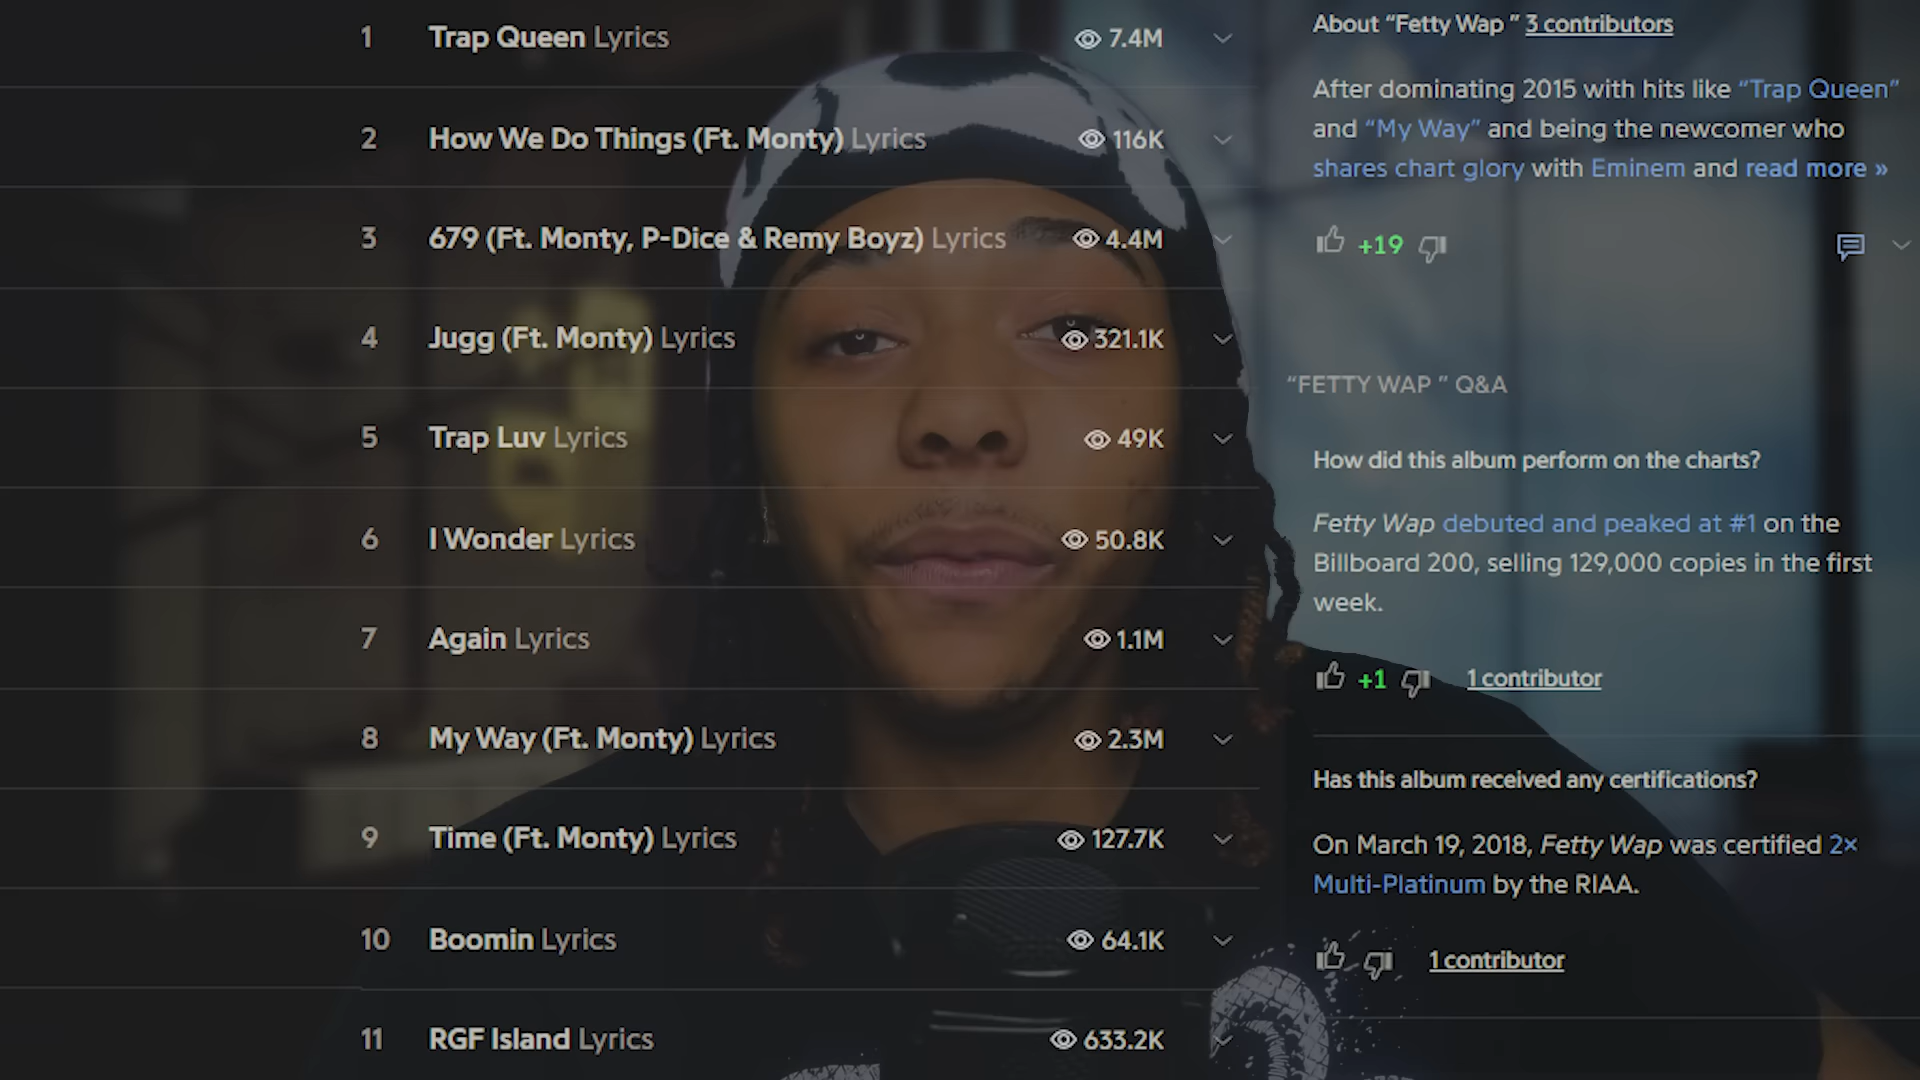 1 Trap Queen Lyrics 7.4M
2 How We Do Things (Ft. Monty) Lyrics 116K
3 679 (Ft. Monty, P-Dice & Remy Boyz) Lyrics 4.4M
4 Jugg (Ft. Monty) Lyrics 321.1K
5 Trap Luv Lyrics 49K
6 I Wonder Lyrics 50.8K
7 Again Lyrics 1.1M
8 My Way (Ft. Monty) Lyrics 2.3M
9 Time (Ft. Monty) Lyrics 127.7K
10 Boomin Lyrics 64.1K
11 RGF Island Lyrics 633.2K
About “Fetty Wap ” 3 contributors
After dominating 2015 with hits like “Trap Queen”
and “My Way” and being the newcomer who
shares chart glory with Eminem and read more »
+19
“FETTY WAP ” Q&A
How did this album perform on the charts?
Fetty Wap debuted and peaked at #1 on the
Billboard 200, selling 129,000 copies in the first
week.
+1 1 contributor
Has this album received any certifications?
On March 19, 2018, Fetty Wap was certified 2×
Multi-Platinum by the RIAA.
1 contributor